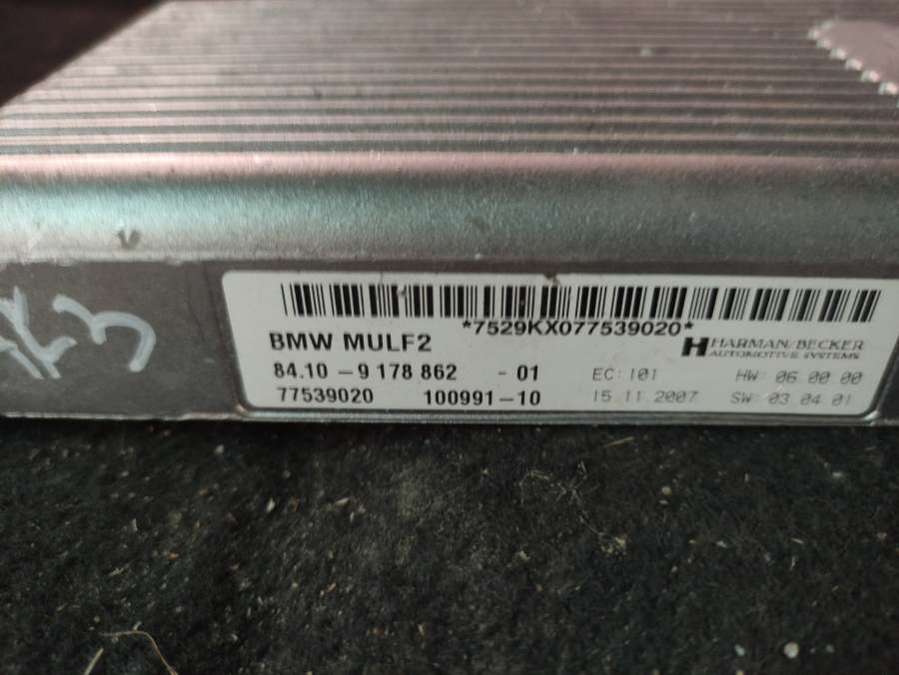 *7529KX077539020*
BMW MULF2
HARMAN/BECKER
AUTOMOTIVE SYSTEMS
84.10 - 9 178 862 - 01 EC: 101 HW: 06.00.00
77539020 100991-10 15.11.2007 SW: 03.04.01